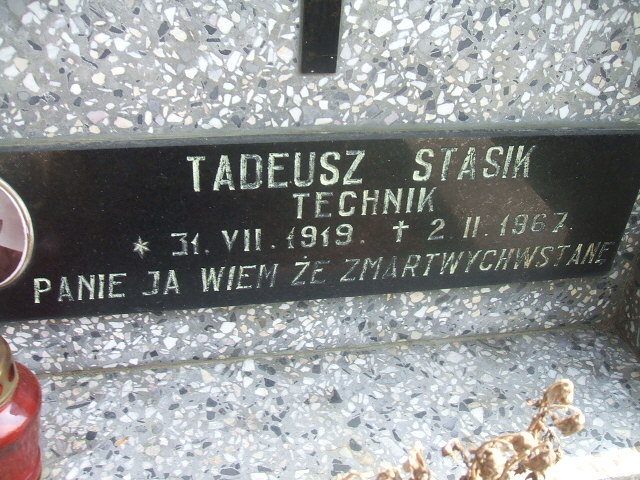 TADEUSZ STASIK
TECHNIK
* 31. VII. 1919. † 2. II. 1967.
PANIE JA WIEM ŻE ZMARTWYCHWSTANĘ